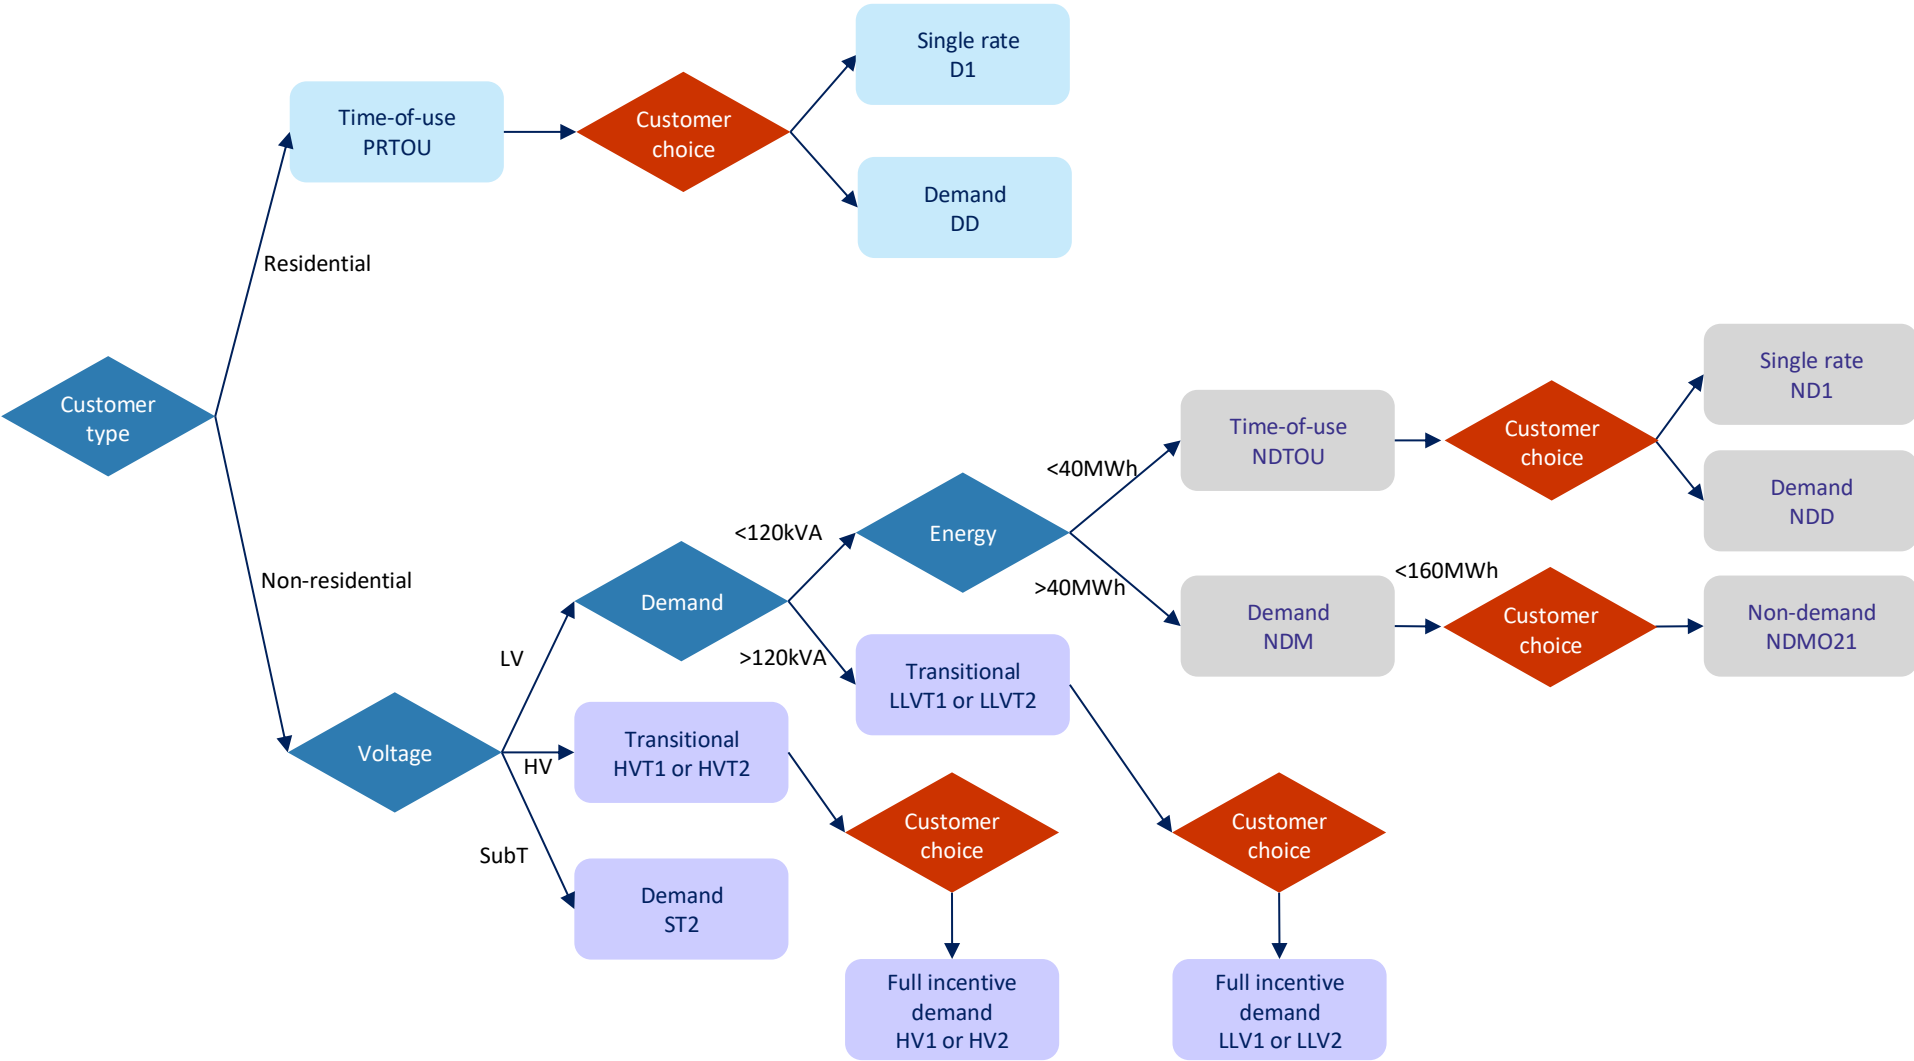 Single rate
D1
Time-of-use
PRTOU
Customer
choice
Demand
DD
Residential
Customer
type
Non-residential
Single rate
ND1
Time-of-use
NDTOU
Customer
choice
<40MWh
Demand
NDD
<120kVA
Energy
>40MWh
<160MWh
Demand
Demand
NDM
Customer
choice
Non-demand
NDMO21
LV
>120kVA
Transitional
LLVT1 or LLVT2
Voltage
HV
Transitional
HVT1 or HVT2
SubT
Customer
choice
Customer
choice
Demand
ST2
Full incentive
demand
HV1 or HV2
Full incentive
demand
LLV1 or LLV2